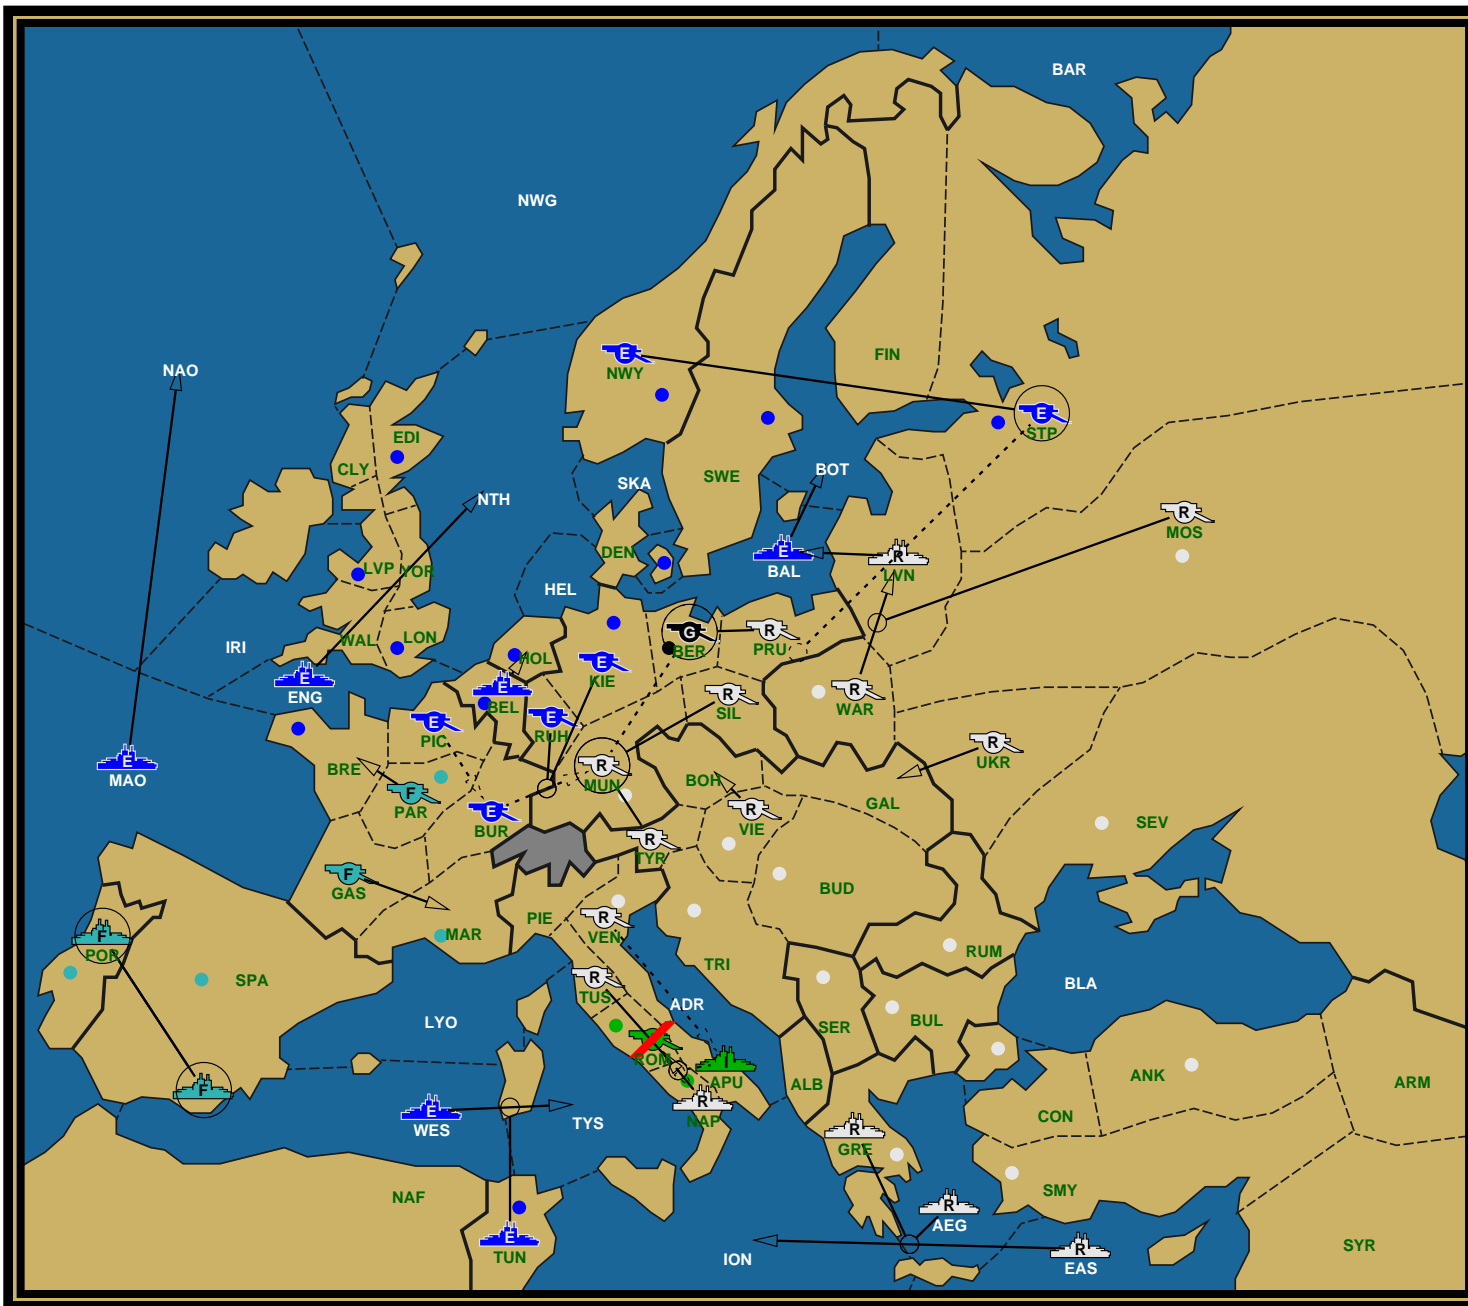 BAR
NWG
NAO
FIN
E
NWY
E
STP
EDI
CLY
NTH
SKA
SWE
BOT
R
MOS
DEN
E
BAL
R
LVN
LVP
YOR
HEL
IRI
WAL
LON
G
BER
R
PRU
HOL
E
KIE
E
ENG
E
BEL
R
SIL
R
WAR
E
PIC
E
RUH
R
UKR
E
MAO
BRE
F
PAR
R
MUN
BOH
GAL
E
BUR
R
VIE
SEV
R
TYR
F
GAS
BUD
PIE
R
VEN
MAR
F
POR
SPA
TRI
RUM
R
TUS
ADR
BLA
LYO
SER
BUL
ROM
I
APU
F
ALB
ANK
ARM
E
WES
TYS
R
NAP
CON
R
GRE
NAF
SMY
R
AEG
E
TUN
ION
R
EAS
SYR